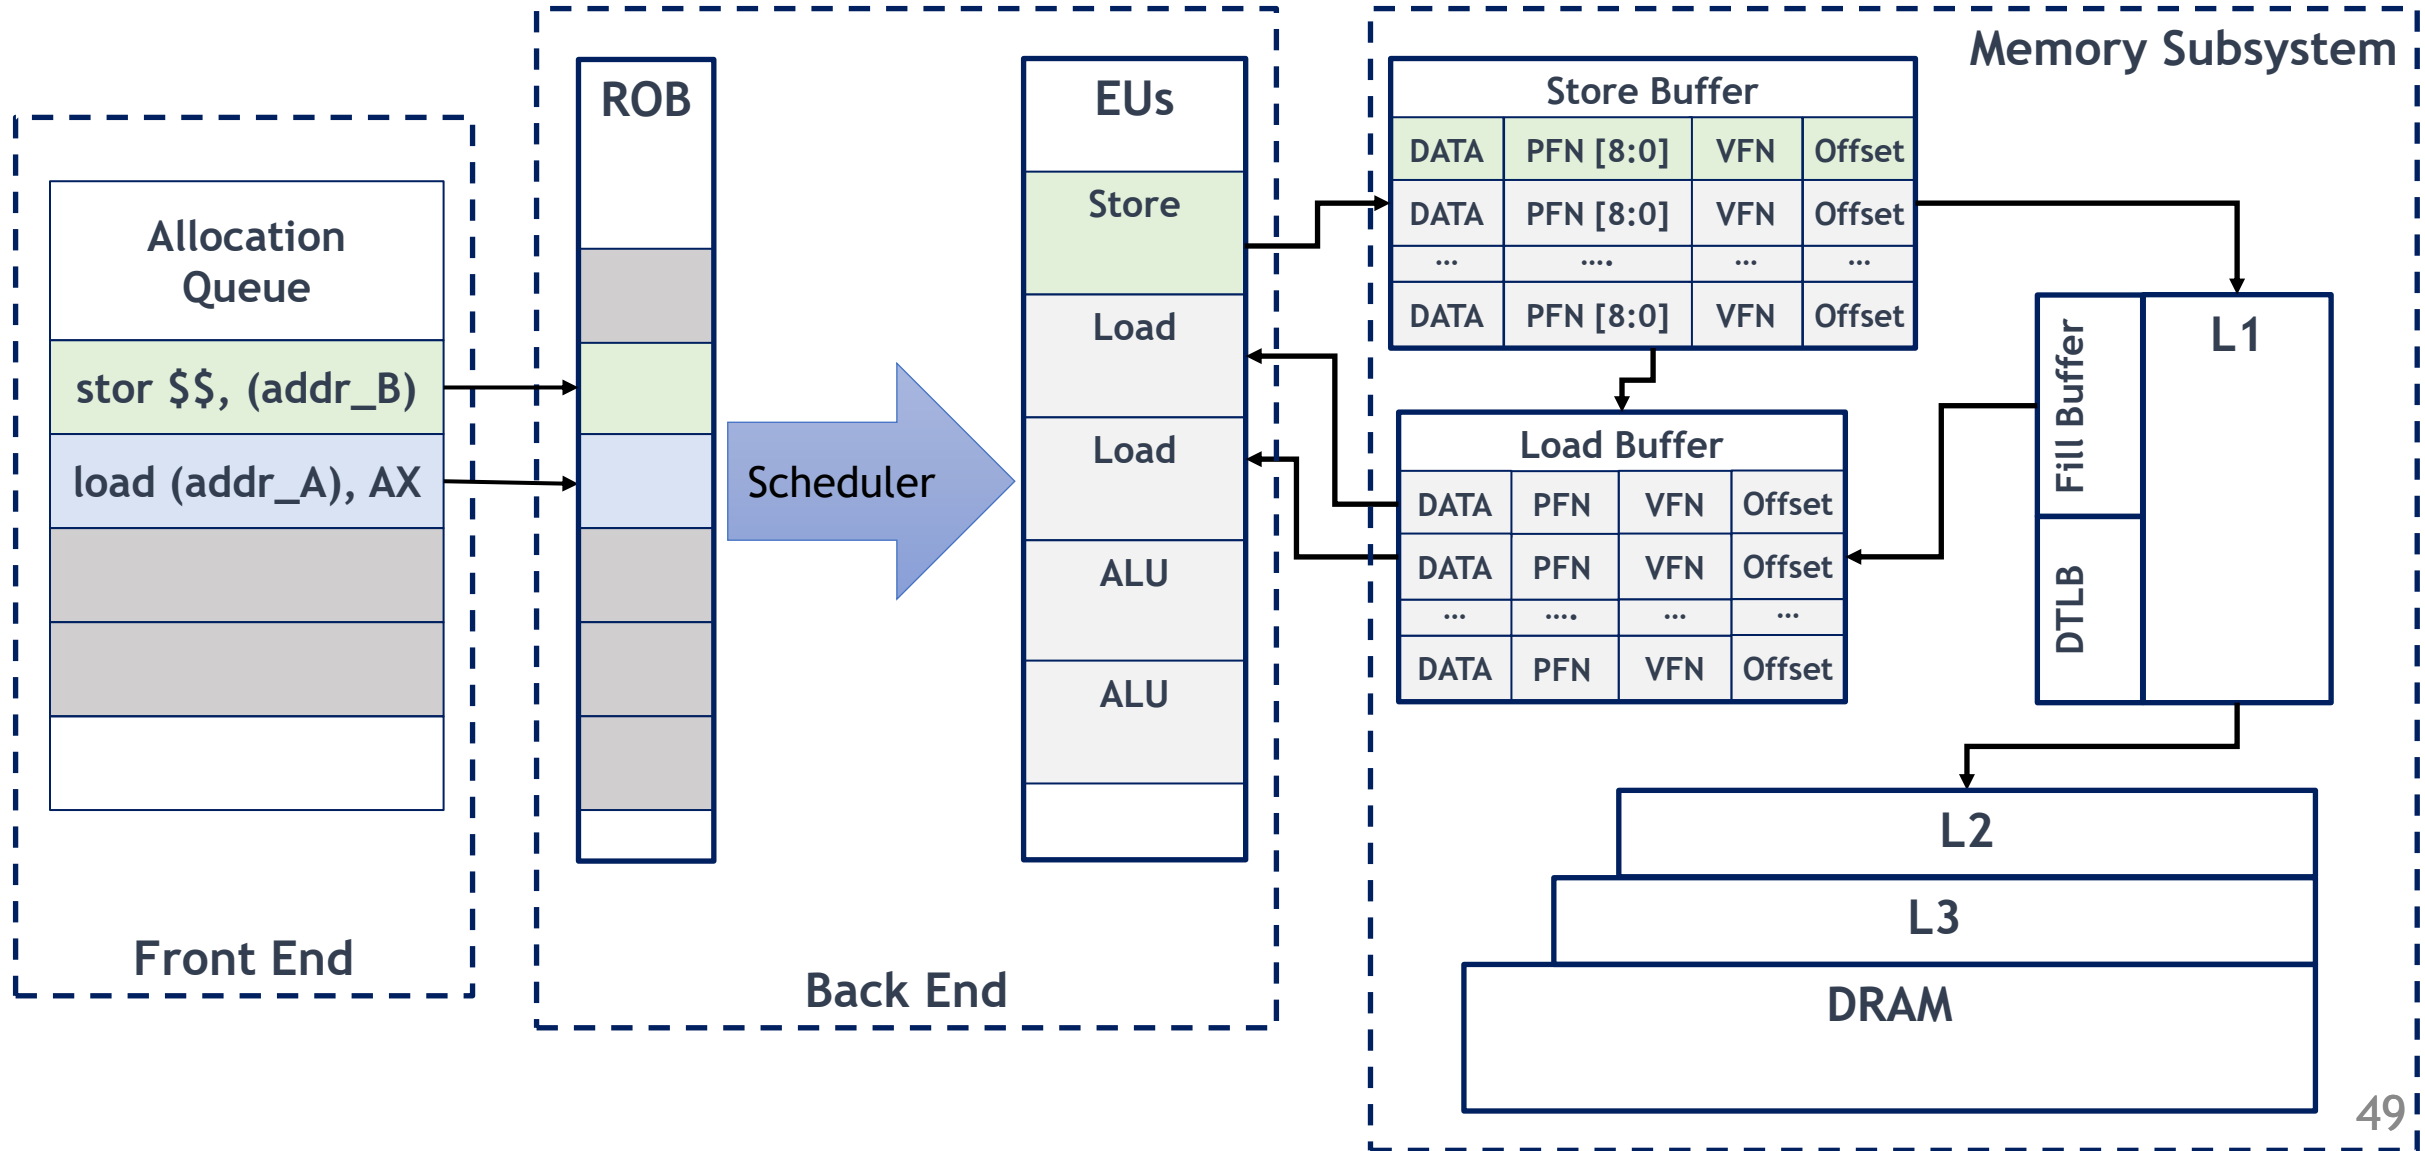 Memory Subsystem
Allocation
Queue
stor $$, (addr_B)
load (addr_A), AX
Front End
ROB
Scheduler
EUs
Store
Load
Load
ALU
ALU
Back End
Store Buffer
DATA PFN [8:0] VFN Offset
DATA PFN [8:0] VFN Offset
... .... ... ...
DATA PFN [8:0] VFN Offset
Load Buffer
DATA PFN VFN Offset
DATA PFN VFN Offset
... .... ... ...
DATA PFN VFN Offset
Fill Buffer
DTLB
L1
L2
L3
DRAM
49